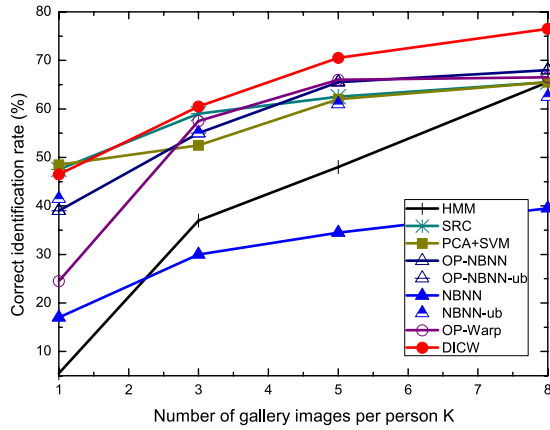 80
70
60
50
40
30
20
10
Correct identification rate (%)
HMM
SRC
PCA+SVM
OP-NBNN
OP-NBNN-ub
NBNN
NBNN-ub
OP-Warp
DICW
1 2 3 4 5 6 7 8
Number of gallery images per person K